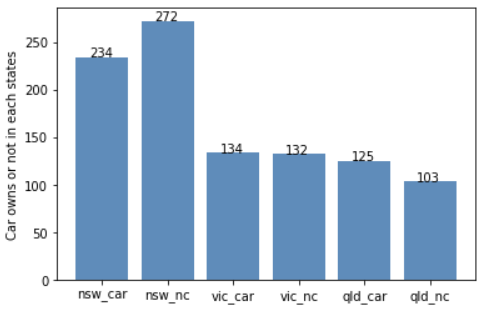 Car owns or not in each states
250
200
150
100
50
0
234
272
134
132
125
103
nsw_car
nsw_nc
vic_car
vic_nc
qld_car
qld_nc